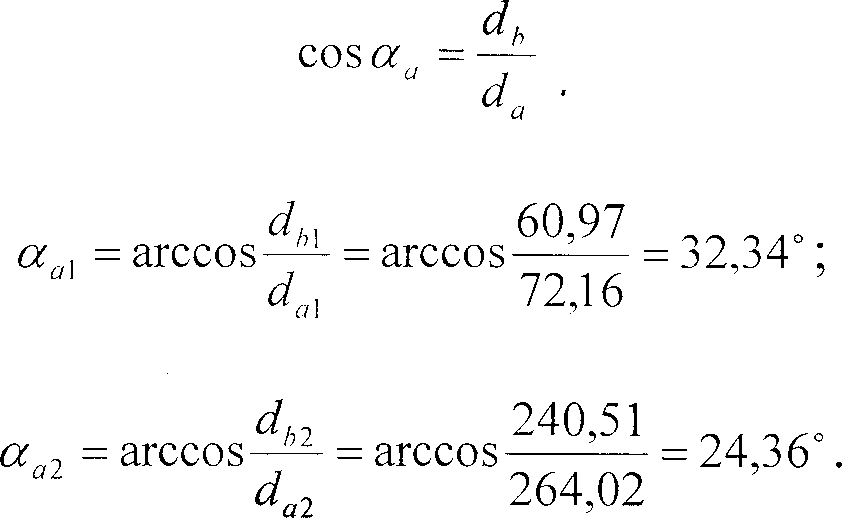 cos α_a = d_b / d_a .
α_a1 = arccos d_b1 / d_a1 = arccos 60,97 / 72,16 = 32,34°;
α_a2 = arccos d_b2 / d_a2 = arccos 240,51 / 264,02 = 24,36°.